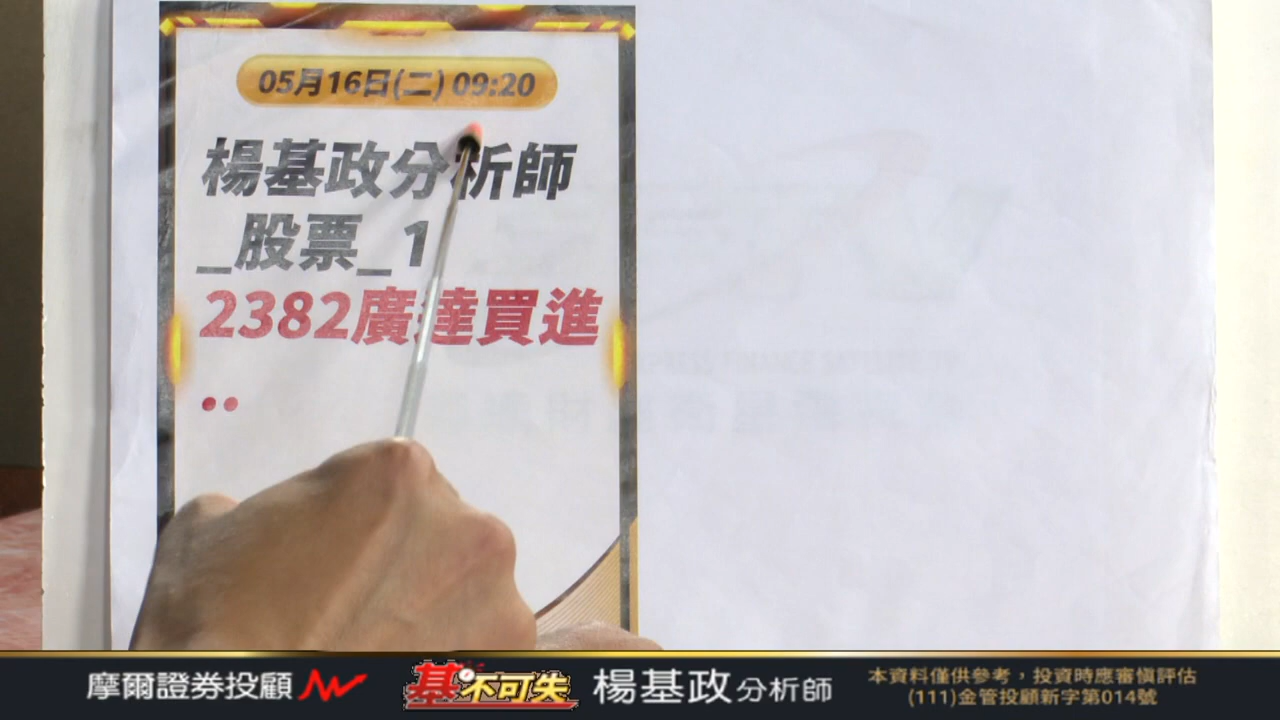 05月16日(二) 09:20
楊基政分析師
_股票_1
2382廣達買進
..
摩爾證券投顧
基不可失
楊基政分析師
本資料僅供參考，投資時應審慎評估
(111)金管投顧新字第014號